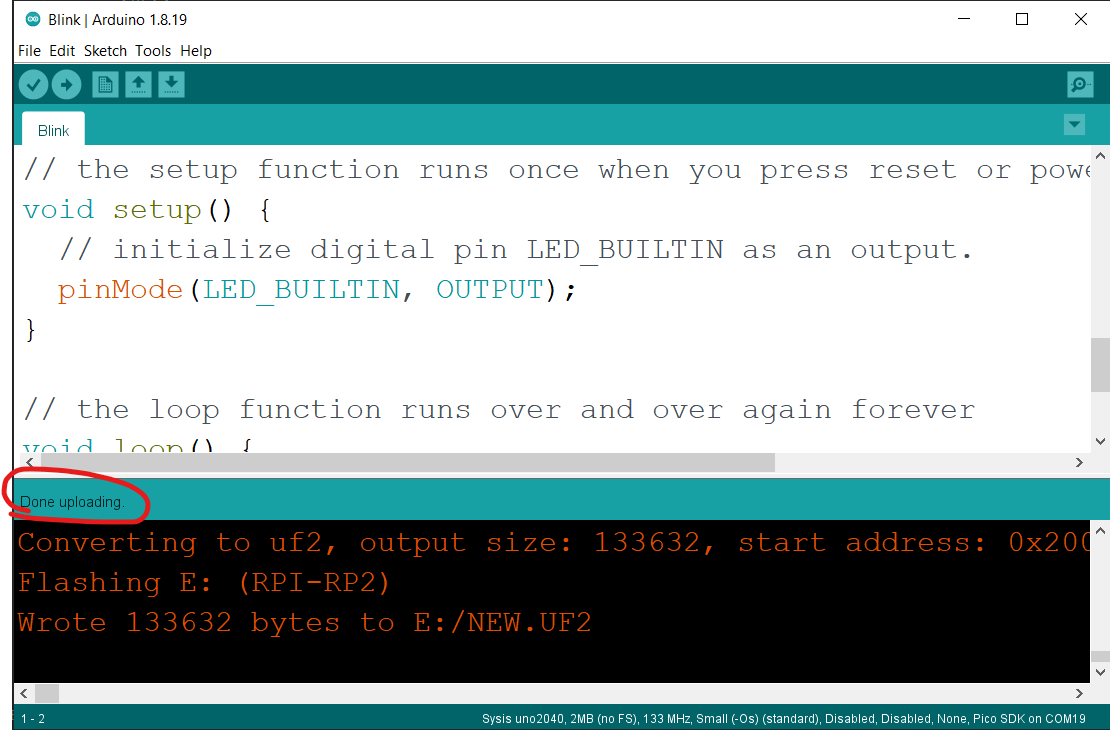 Blink | Arduino 1.8.19
File Edit Sketch Tools Help
Blink
// the setup function runs once when you press reset or powe
void setup() {
// initialize digital pin LED_BUILTIN as an output.
pinMode(LED_BUILTIN, OUTPUT);
}
// the loop function runs over and over again forever
void loop() {
Done uploading.
Converting to uf2, output size: 133632, start address: 0x200
Flashing E: (RPI-RP2)
Wrote 133632 bytes to E:/NEW.UF2
1 - 2
Sysis uno2040, 2MB (no FS), 133 MHz, Small (-Os) (standard), Disabled, Disabled, None, Pico SDK on COM19